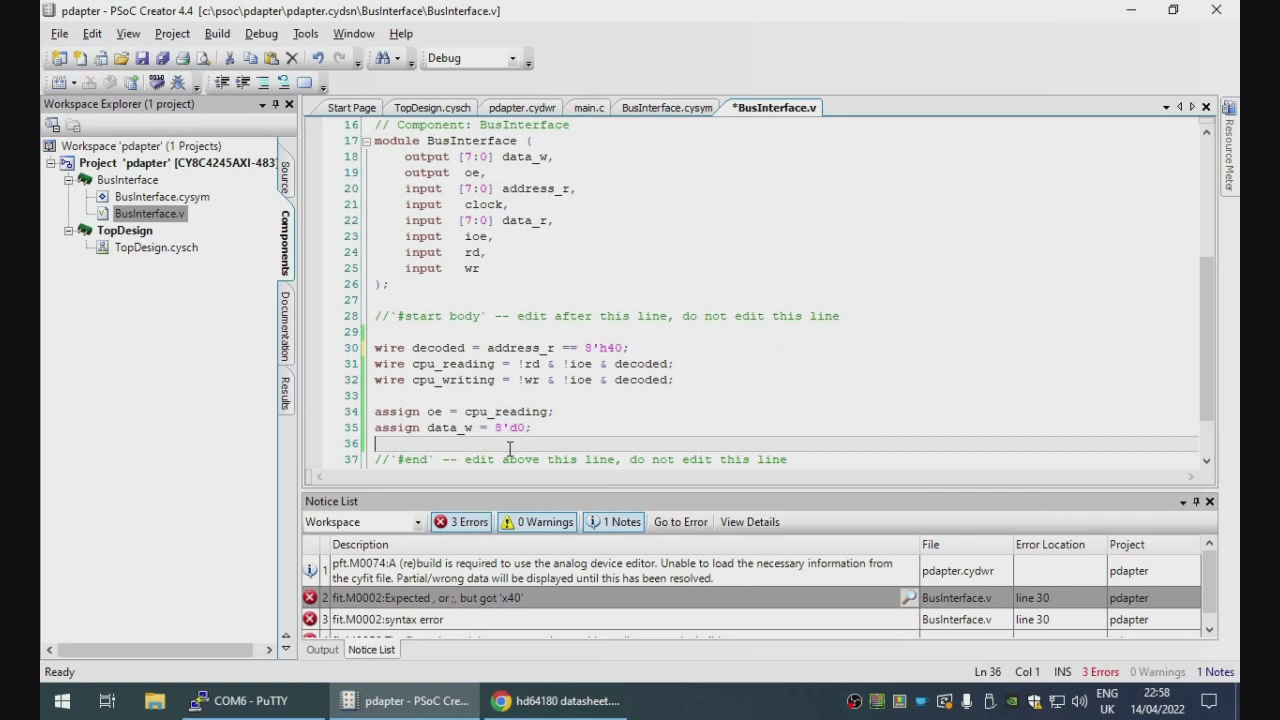 pdapter - PSoC Creator 4.4 [c:\psoc\pdapter\pdapter.cydsn\BusInterface\BusInterface.v]
File Edit View Project Build Debug Tools Window Help
Debug
Workspace Explorer (1 project)
Workspace 'pdapter' (1 Projects)
Project 'pdapter' [CY8C4245AXI-483]
BusInterface
BusInterface.cysym
BusInterface.v
TopDesign
TopDesign.cysch
Source
Components
Documentation
Results
Start Page TopDesign.cysch pdapter.cydwr main.c BusInterface.cysym *BusInterface.v
16 // Component: BusInterface
17 module BusInterface (
18 output [7:0] data_w,
19 output oe,
20 input [7:0] address_r,
21 input clock,
22 input [7:0] data_r,
23 input ioe,
24 input rd,
25 input wr
26 );
27
28 //`#start body` -- edit after this line, do not edit this line
29
30 wire decoded = address_r == 8'h40;
31 wire cpu_reading = !rd & !ioe & decoded;
32 wire cpu_writing = !wr & !ioe & decoded;
33
34 assign oe = cpu_reading;
35 assign data_w = 8'd0;
36
37 //`#end` -- edit above this line, do not edit this line
Resource Meter
Notice List
Workspace 3 Errors 0 Warnings 1 Notes Go to Error View Details
Description File Error Location Project
1 pft.M0074:A (re)build is required to use the analog device editor. Unable to load the necessary information from the cyfit file. Partial/wrong data will be displayed until this has been resolved. pdapter.cydwr pdapter
2 fit.M0002:Expected , or ;, but got 'x40' BusInterface.v line 30 pdapter
3 fit.M0002:syntax error BusInterface.v line 30 pdapter
Output Notice List
Ready Ln 36 Col 1 INS 3 Errors 0 Warnings 1 Notes
COM6 - PuTTY pdapter - PSoC Cre... hd64180 datasheet....
ENG
UK
22:58
14/04/2022